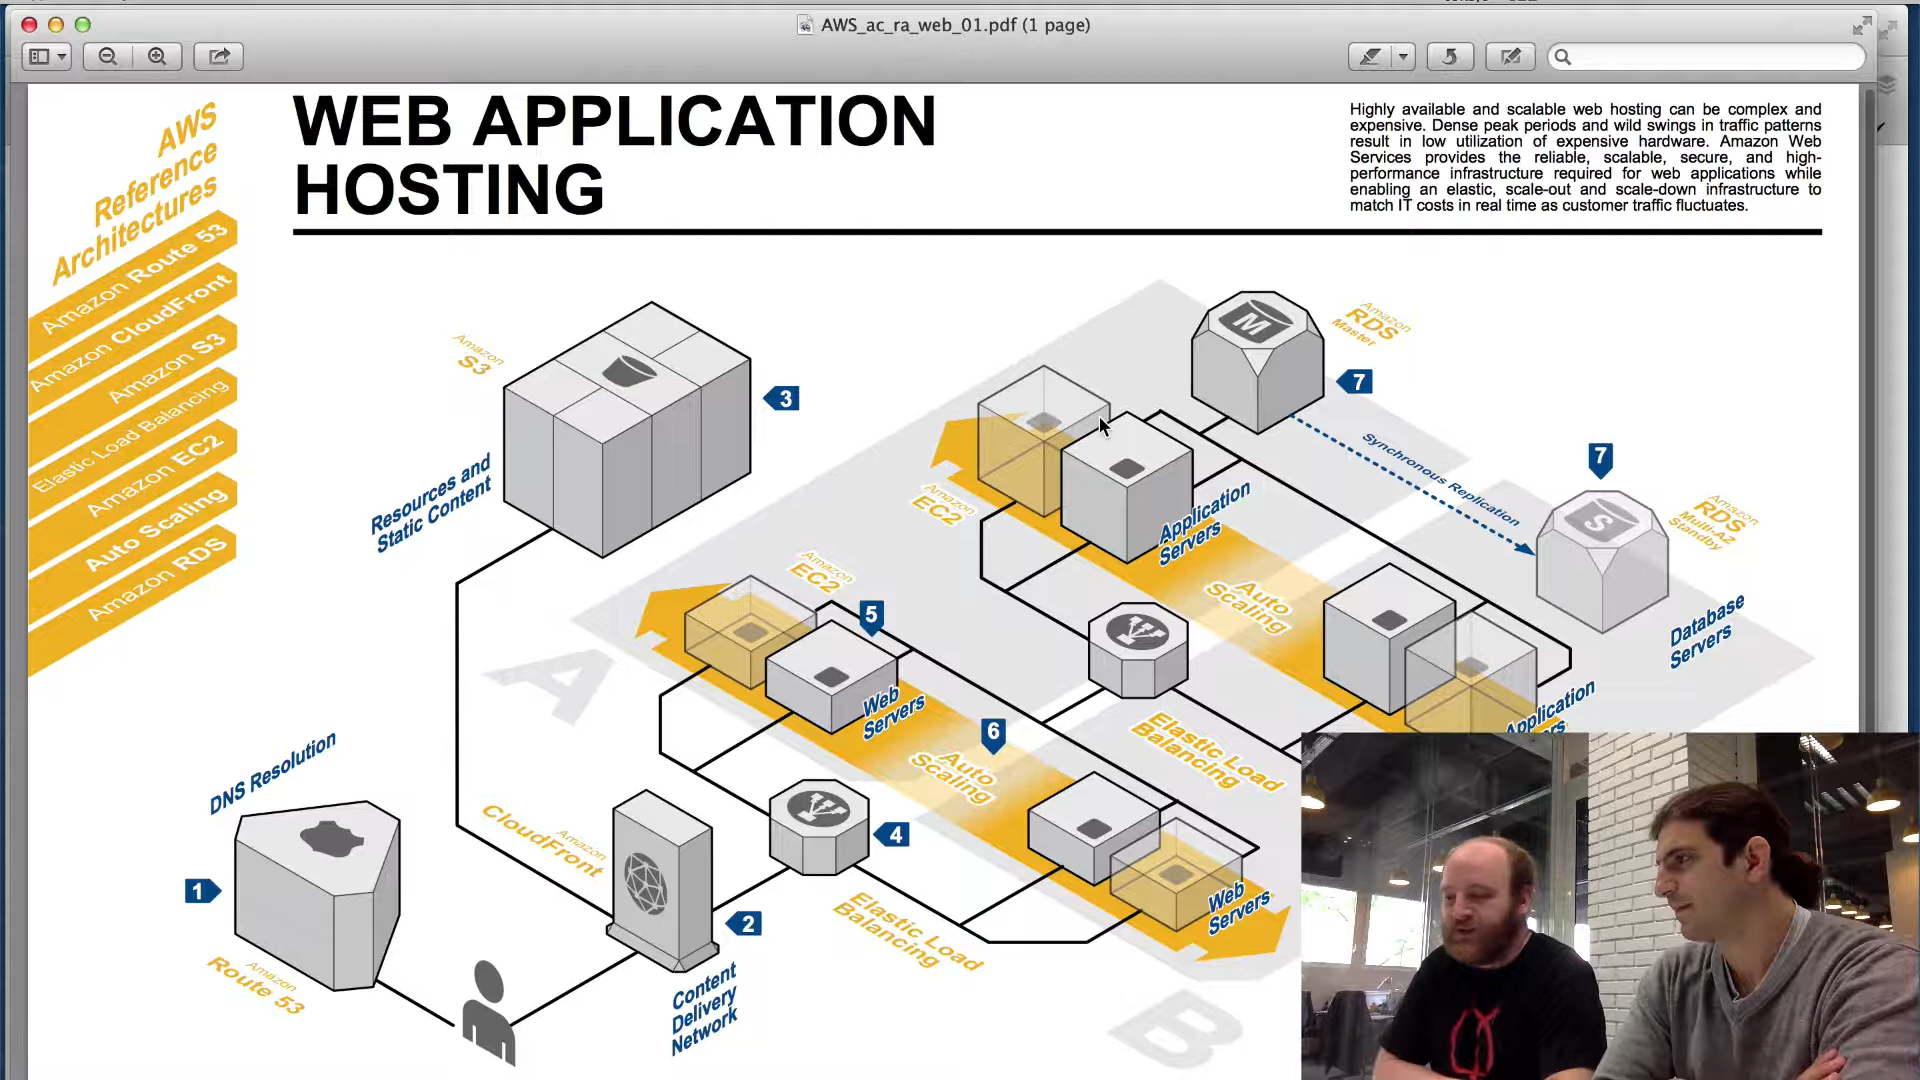 AWS_ac_ra_web_01.pdf (1 page)
AWS
Reference
Architectures
Amazon Route 53
Amazon CloudFront
Amazon S3
Elastic Load Balancing
Amazon EC2
Auto Scaling
Amazon RDS
WEB APPLICATION
HOSTING
Highly available and scalable web hosting can be complex and
expensive. Dense peak periods and wild swings in traffic patterns
result in low utilization of expensive hardware. Amazon Web
Services provides the reliable, scalable, secure, and high-
performance infrastructure required for web applications while
enabling an elastic, scale-out and scale-down infrastructure to
match IT costs in real time as customer traffic fluctuates.
Amazon
S3
3
Resources and
Static Content
M
Amazon
RDS
Master
7
Synchronous Replication
7
S
Amazon
RDS
Multi-AZ
Standby
Database
Servers
Amazon
EC2
Application
Servers
Auto
Scaling
Application
Amazon
EC2
5
Web
Servers
6
Auto
Scaling
Elastic Load
Balancing
A
DNS Resolution
1
Amazon
Route 53
Amazon
CloudFront
2
Content
Delivery
Network
4
Elastic Load
Balancing
Web
Servers
B